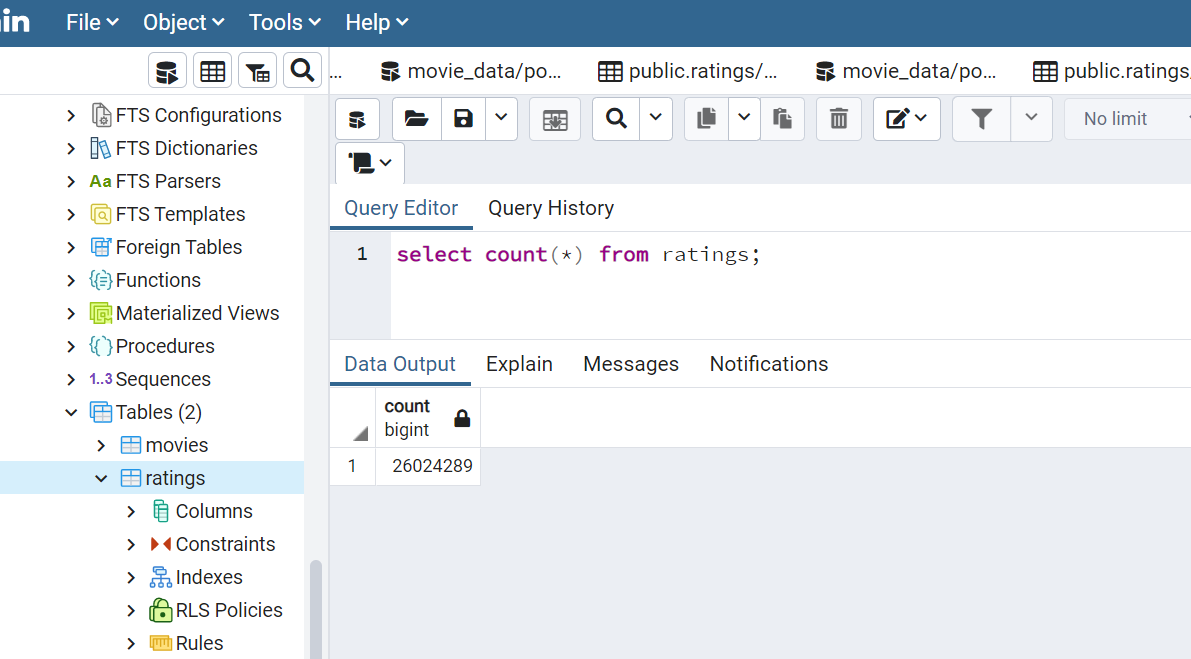 in File Object Tools Help
... movie_data/po... public.ratings/... movie_data/po... public.ratings/
No limit
FTS Configurations
FTS Dictionaries
Aa FTS Parsers
FTS Templates
Foreign Tables
Functions
Materialized Views
Procedures
1..3 Sequences
Tables (2)
movies
ratings
Columns
Constraints
Indexes
RLS Policies
Rules
Query Editor Query History
1 select count(*) from ratings;
Data Output Explain Messages Notifications
count
bigint
1 26024289